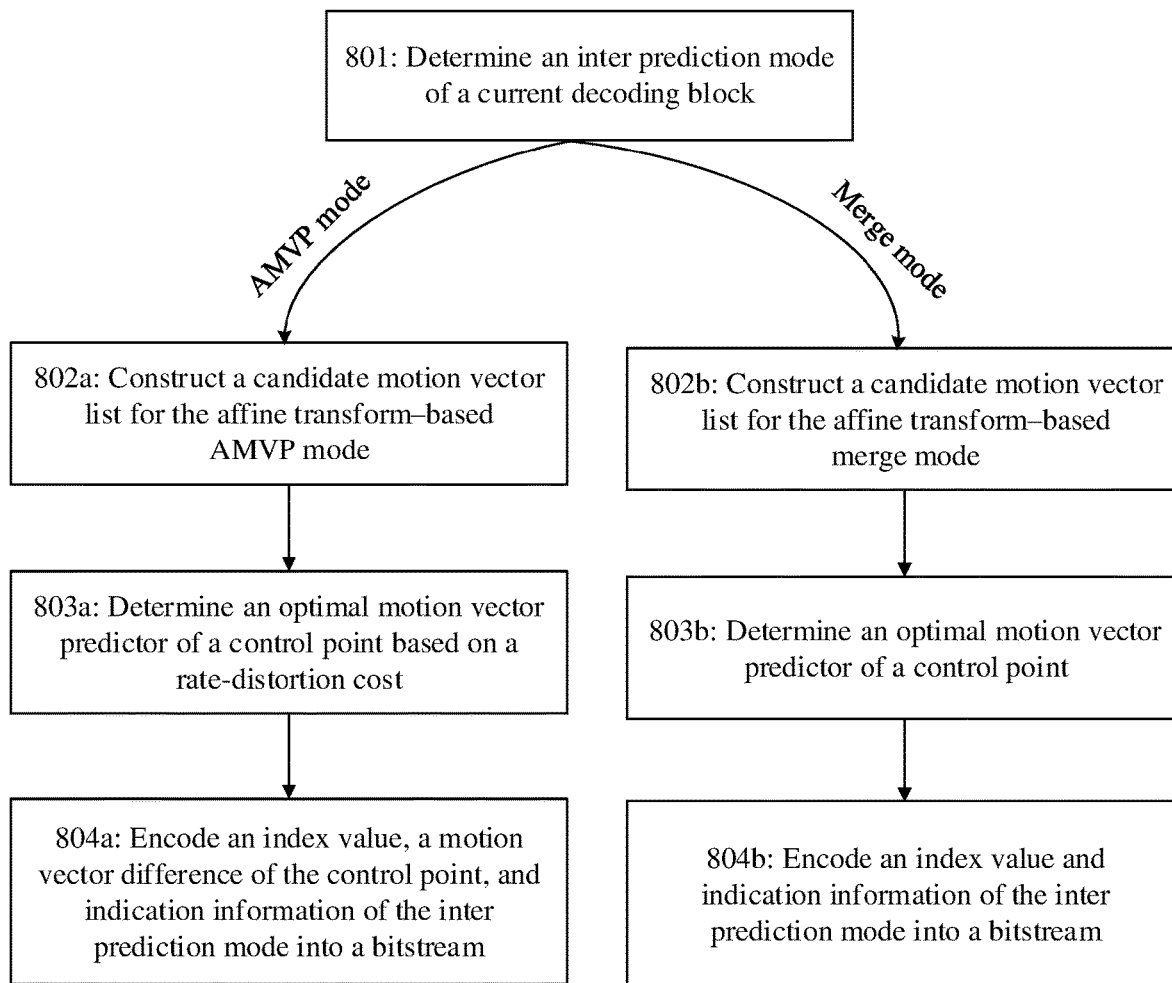 801: Determine an inter prediction mode
of a current decoding block
AMVP mode
Merge mode
802a: Construct a candidate motion vector
list for the affine transform–based
AMVP mode
802b: Construct a candidate motion vector
list for the affine transform–based
merge mode
803a: Determine an optimal motion vector
predictor of a control point based on a
rate-distortion cost
803b: Determine an optimal motion vector
predictor of a control point
804a: Encode an index value, a motion
vector difference of the control point, and
indication information of the inter
prediction mode into a bitstream
804b: Encode an index value and
indication information of the inter
prediction mode into a bitstream